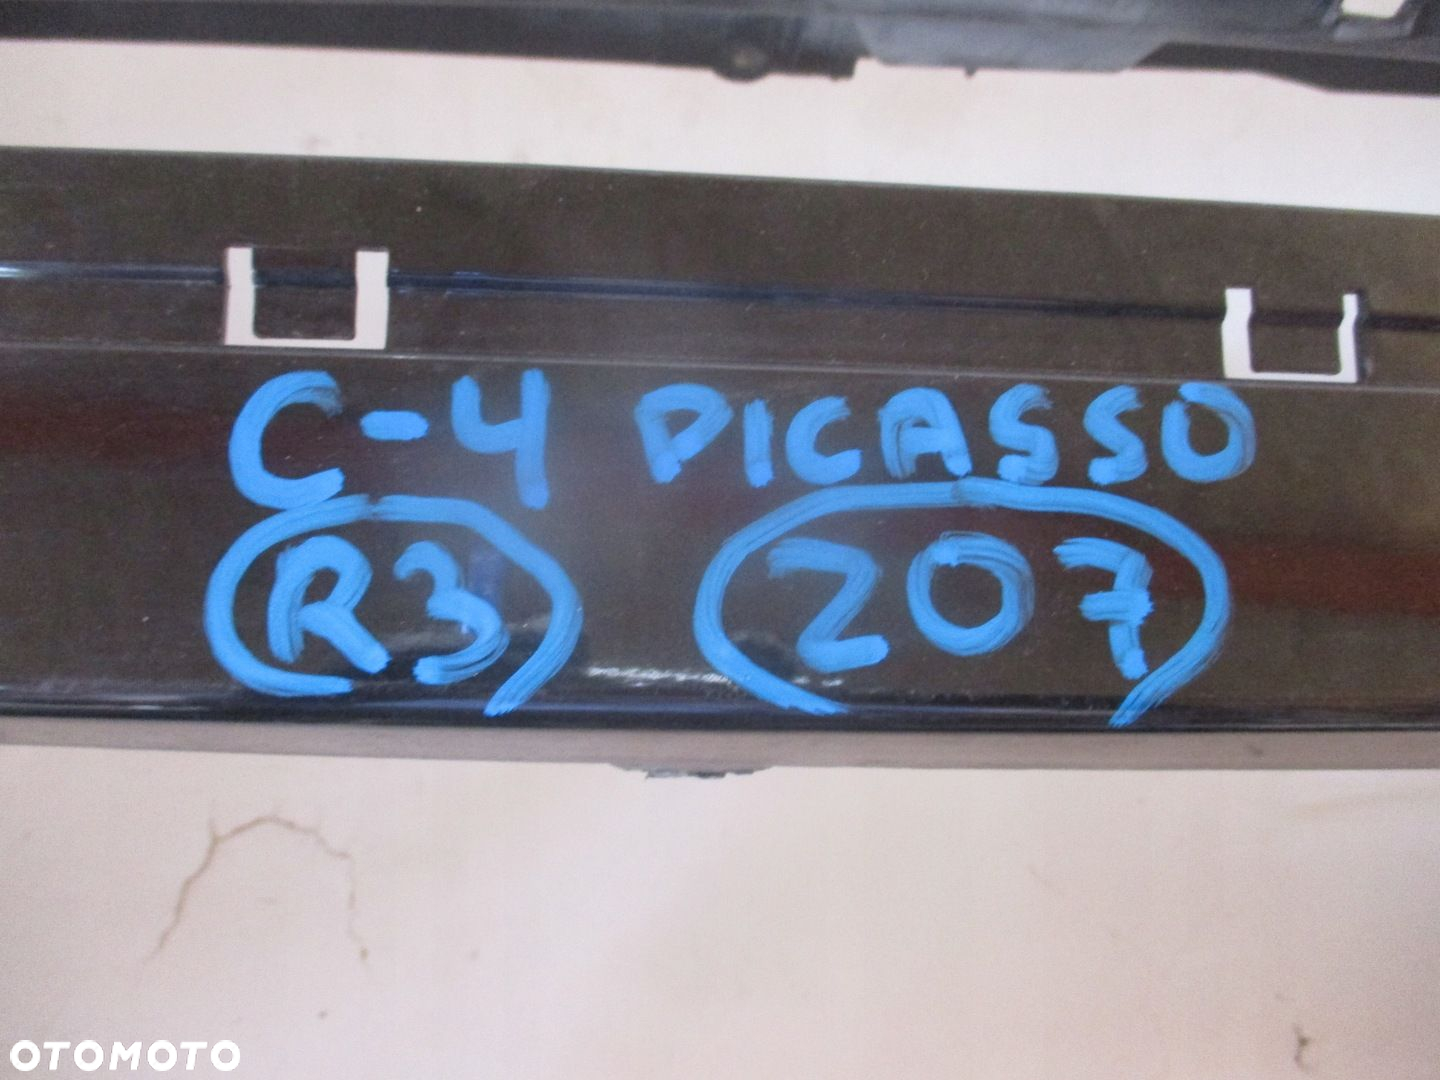 C-4 PICASSO
R3 207
OTOMOTO